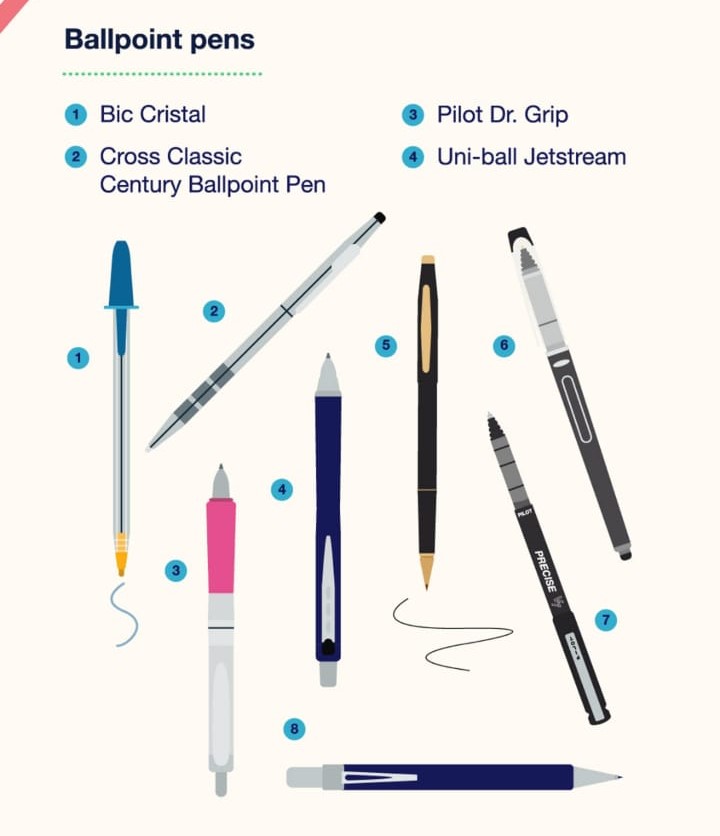 Ballpoint pens
1 Bic Cristal
2 Cross Classic
Century Ballpoint Pen
3 Pilot Dr. Grip
4 Uni-ball Jetstream
1
2
3
4
5
6
7
8
PILOT
PRECISE